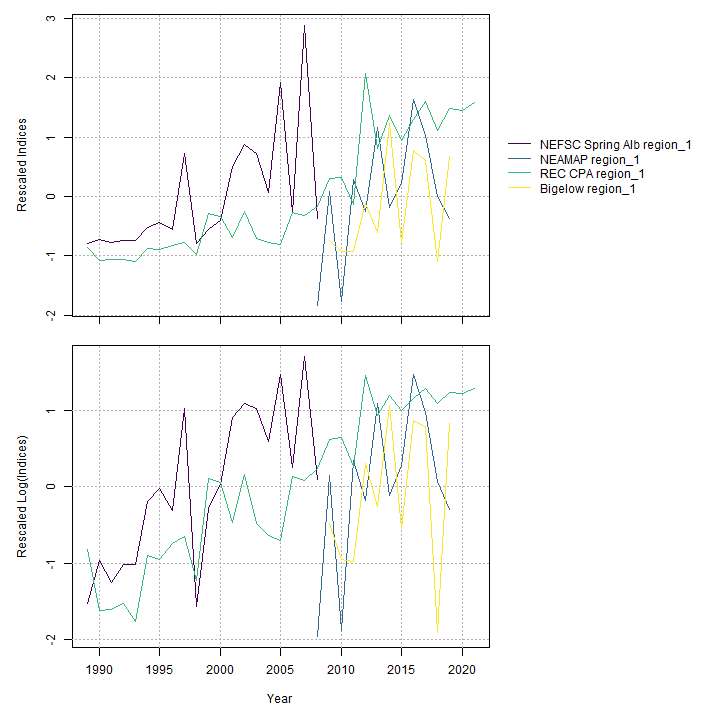 3
2
1
0
-1
-2
Rescaled Indices
NEFSC Spring Alb region_1
NEAMAP region_1
REC CPA region_1
Bigelow region_1
1
0
-1
-2
Rescaled Log(Indices)
1990 1995 2000 2005 2010 2015 2020
Year